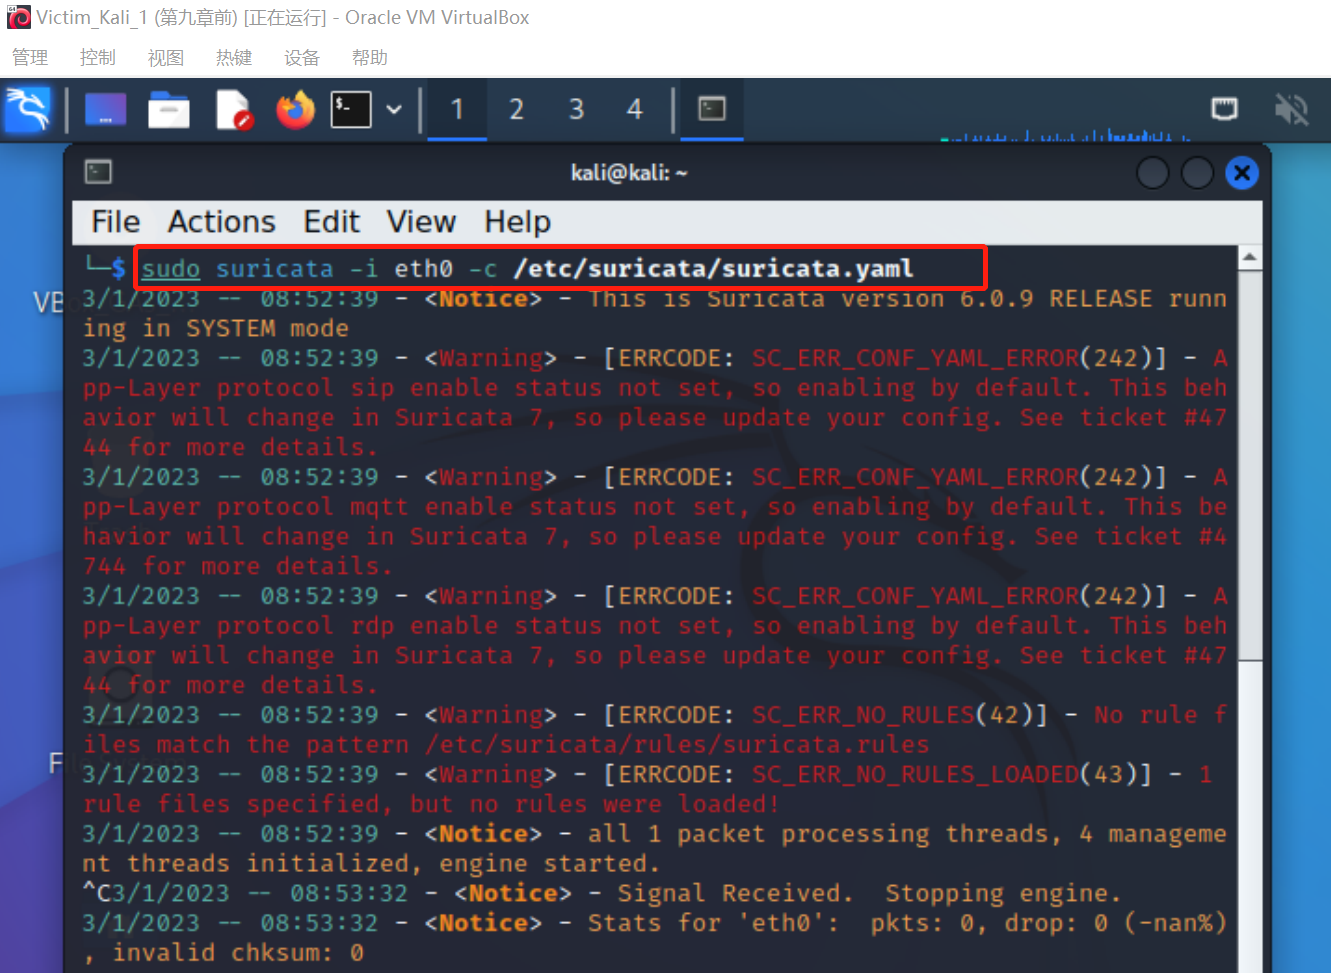 Victim_Kali_1 (第九章前) [正在运行] - Oracle VM VirtualBox
管理 控制 视图 热键 设备 帮助
$_ 1 2 3 4
kali@kali: ~
File Actions Edit View Help
└─$ sudo suricata -i eth0 -c /etc/suricata/suricata.yaml
3/1/2023 -- 08:52:39 - <Notice> - This is Suricata version 6.0.9 RELEASE runn
ing in SYSTEM mode
3/1/2023 -- 08:52:39 - <Warning> - [ERRCODE: SC_ERR_CONF_YAML_ERROR(242)] - A
pp-Layer protocol sip enable status not set, so enabling by default. This beh
avior will change in Suricata 7, so please update your config. See ticket #47
44 for more details.
3/1/2023 -- 08:52:39 - <Warning> - [ERRCODE: SC_ERR_CONF_YAML_ERROR(242)] - A
pp-Layer protocol mqtt enable status not set, so enabling by default. This be
havior will change in Suricata 7, so please update your config. See ticket #4
744 for more details.
3/1/2023 -- 08:52:39 - <Warning> - [ERRCODE: SC_ERR_CONF_YAML_ERROR(242)] - A
pp-Layer protocol rdp enable status not set, so enabling by default. This beh
avior will change in Suricata 7, so please update your config. See ticket #47
44 for more details.
3/1/2023 -- 08:52:39 - <Warning> - [ERRCODE: SC_ERR_NO_RULES(42)] - No rule f
iles match the pattern /etc/suricata/rules/suricata.rules
3/1/2023 -- 08:52:39 - <Warning> - [ERRCODE: SC_ERR_NO_RULES_LOADED(43)] - 1
rule files specified, but no rules were loaded!
3/1/2023 -- 08:52:39 - <Notice> - all 1 packet processing threads, 4 manageme
nt threads initialized, engine started.
^C3/1/2023 -- 08:53:32 - <Notice> - Signal Received.  Stopping engine.
3/1/2023 -- 08:53:32 - <Notice> - Stats for 'eth0':  pkts: 0, drop: 0 (-nan%)
, invalid chksum: 0